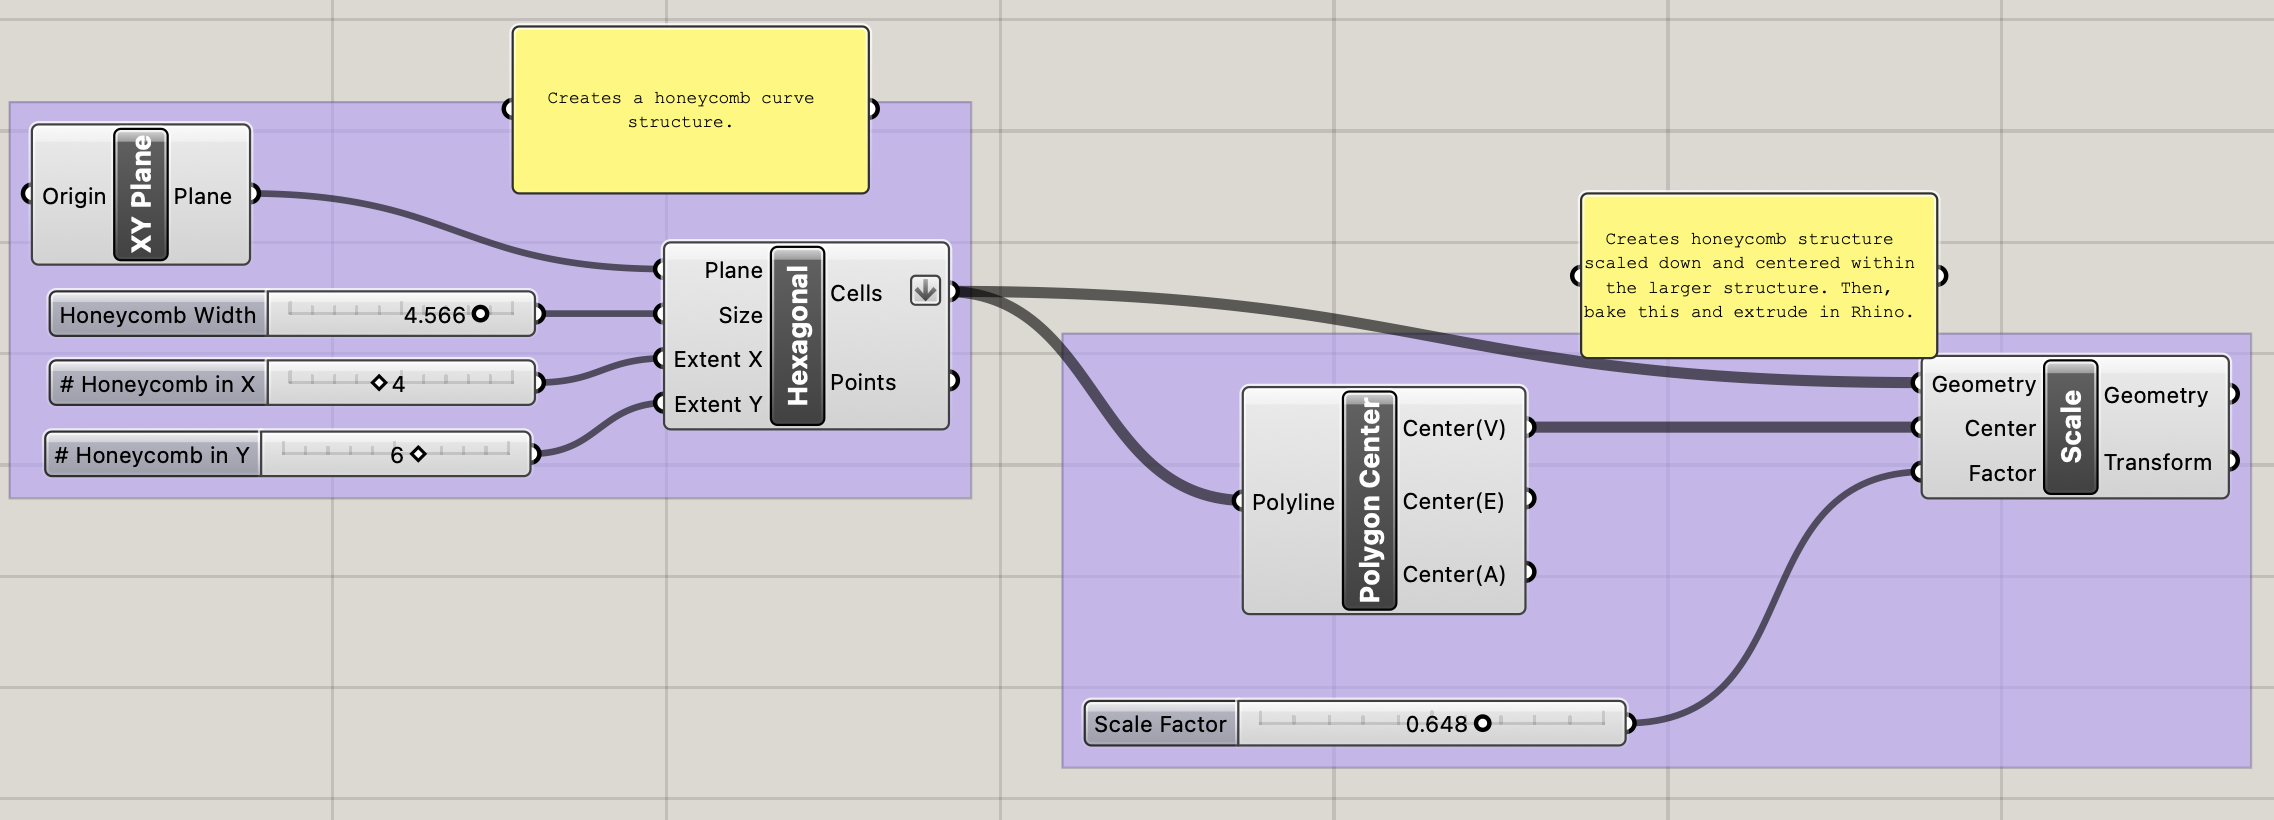 Creates a honeycomb curve
structure.
Origin
XY Plane
Plane
Honeycomb Width
4.566
# Honeycomb in X
4
# Honeycomb in Y
6
Plane
Size
Extent X
Extent Y
Hexagonal
Cells
Points
Creates honeycomb structure
scaled down and centered within
the larger structure. Then,
bake this and extrude in Rhino.
Polyline
Polygon Center
Center(V)
Center(E)
Center(A)
Scale Factor
0.648
Geometry
Center
Factor
Scale
Geometry
Transform